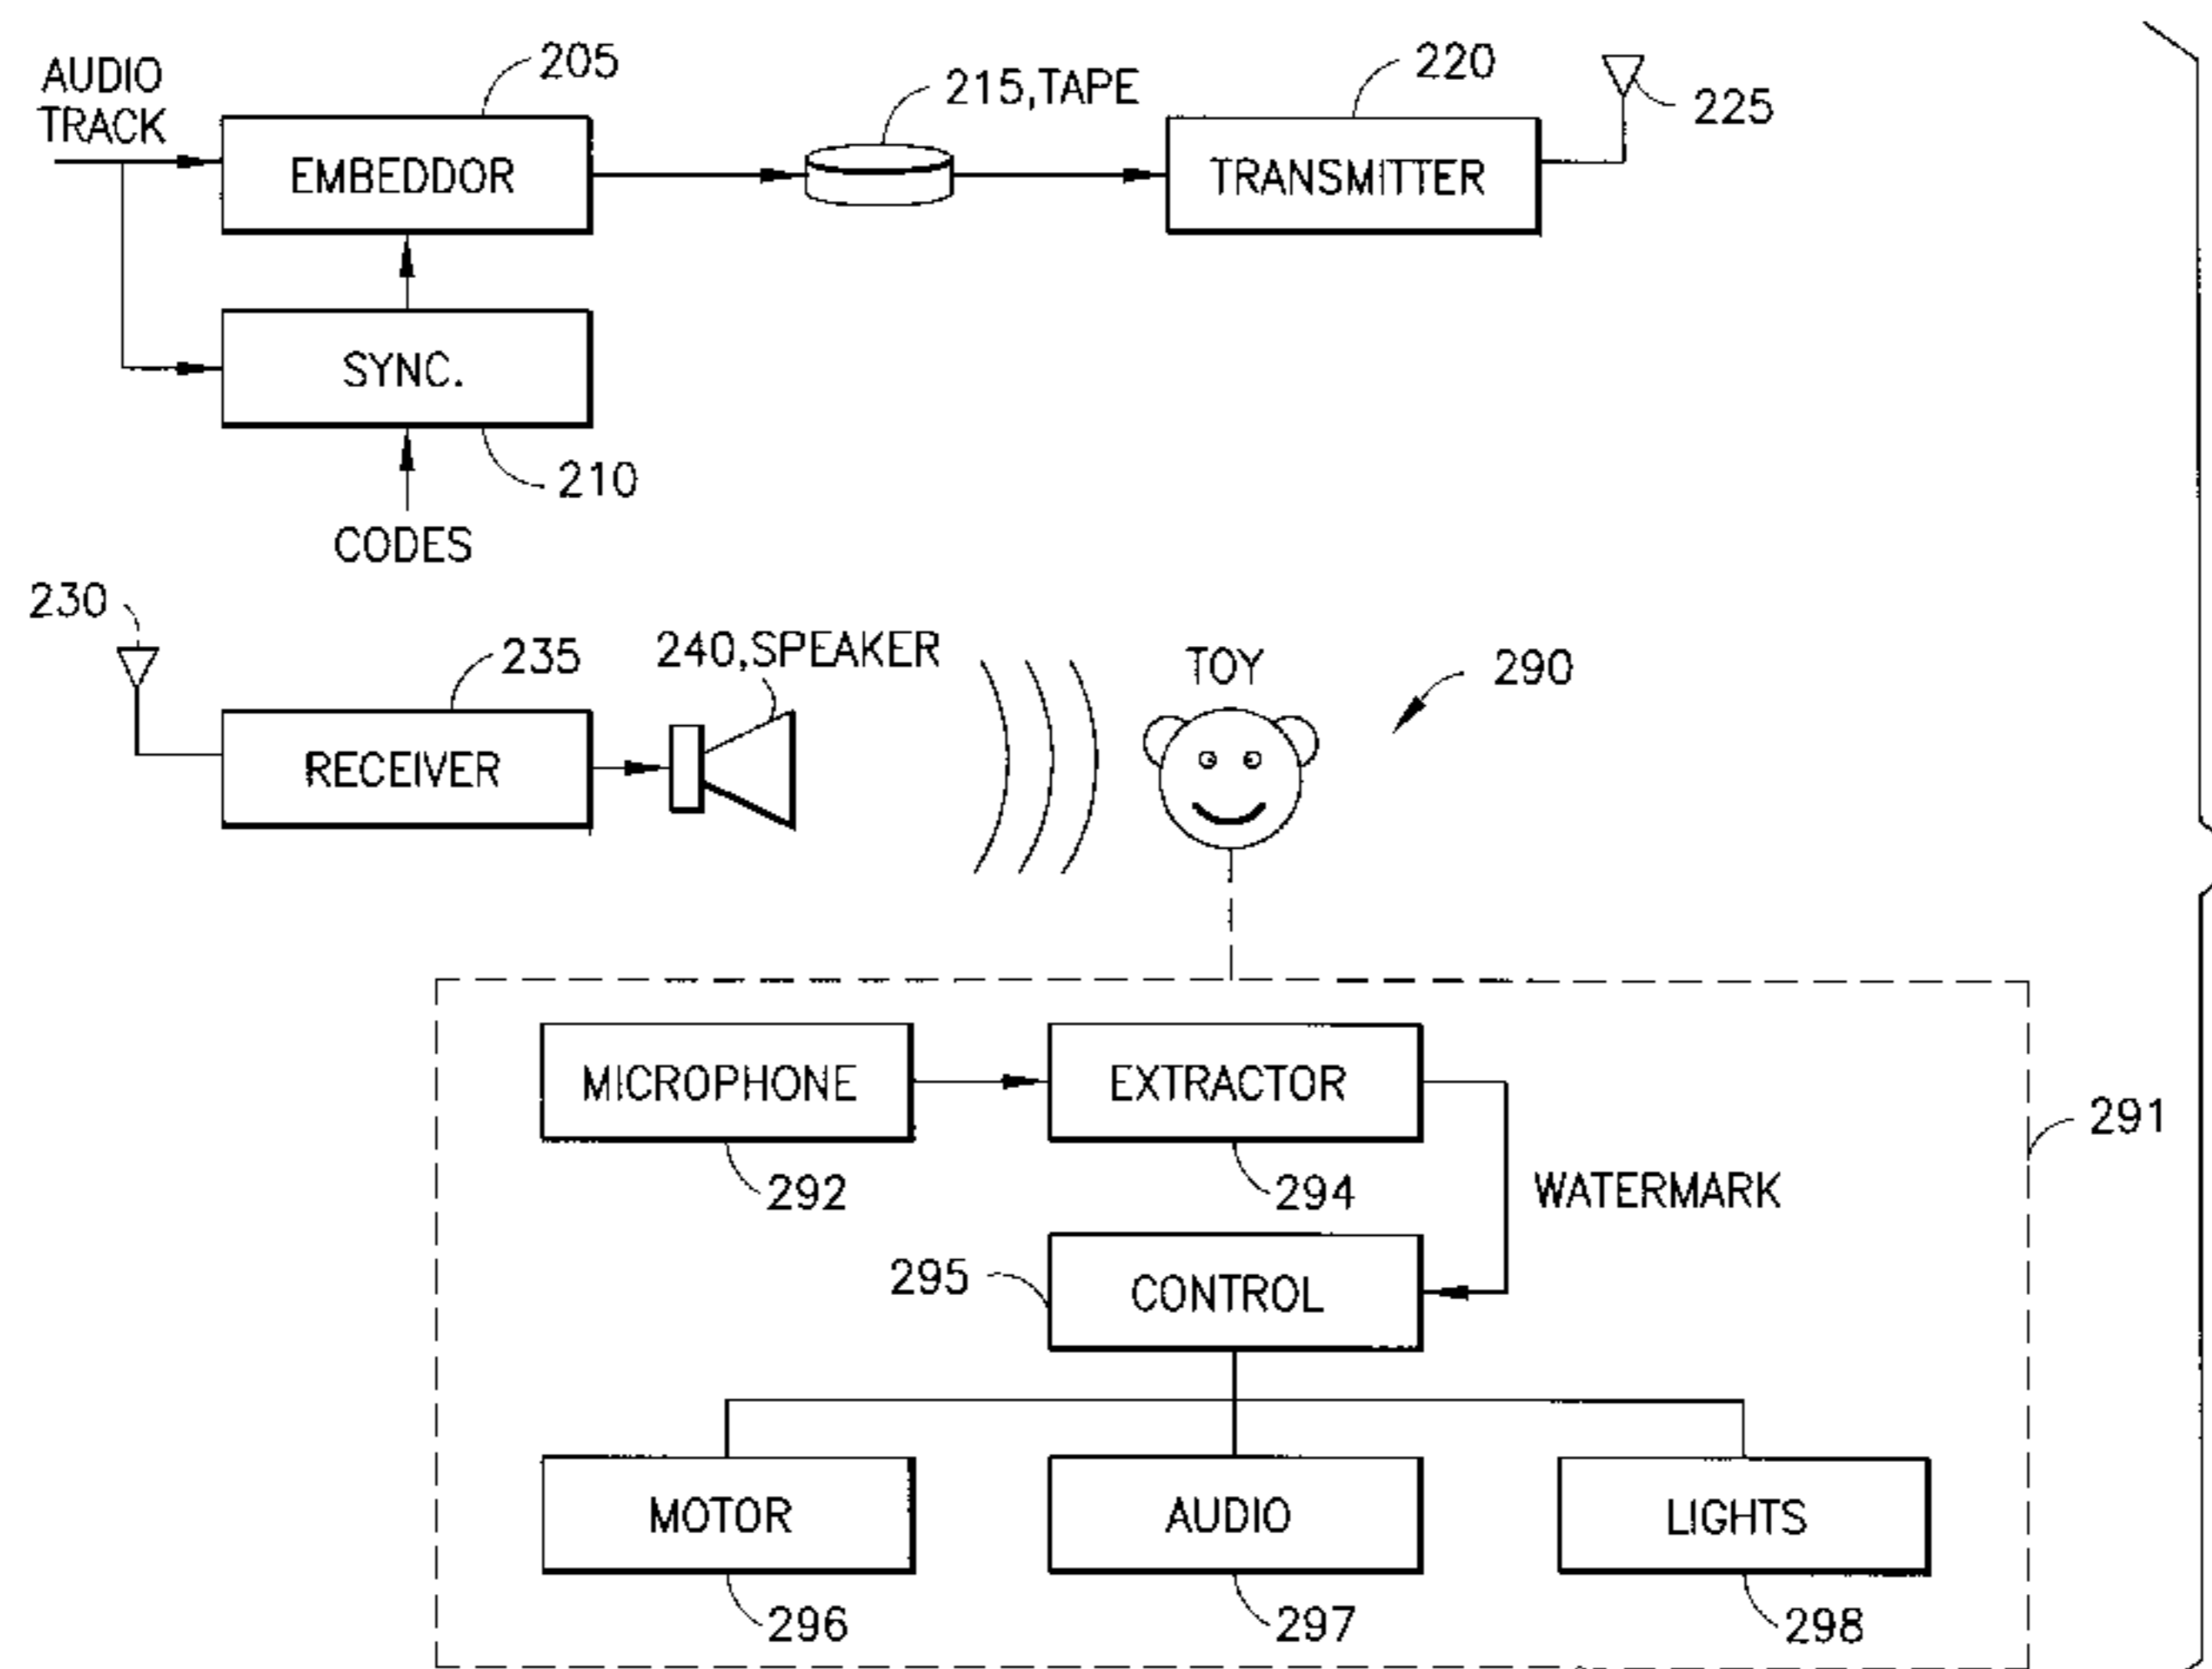 AUDIO
TRACK
205
215,TAPE
220
225
EMBEDDOR
TRANSMITTER
SYNC.
210
CODES
230
235
240,SPEAKER
TOY
290
RECEIVER
MICROPHONE
EXTRACTOR
291
292
294
WATERMARK
295
CONTROL
MOTOR
AUDIO
LIGHTS
296
297
298